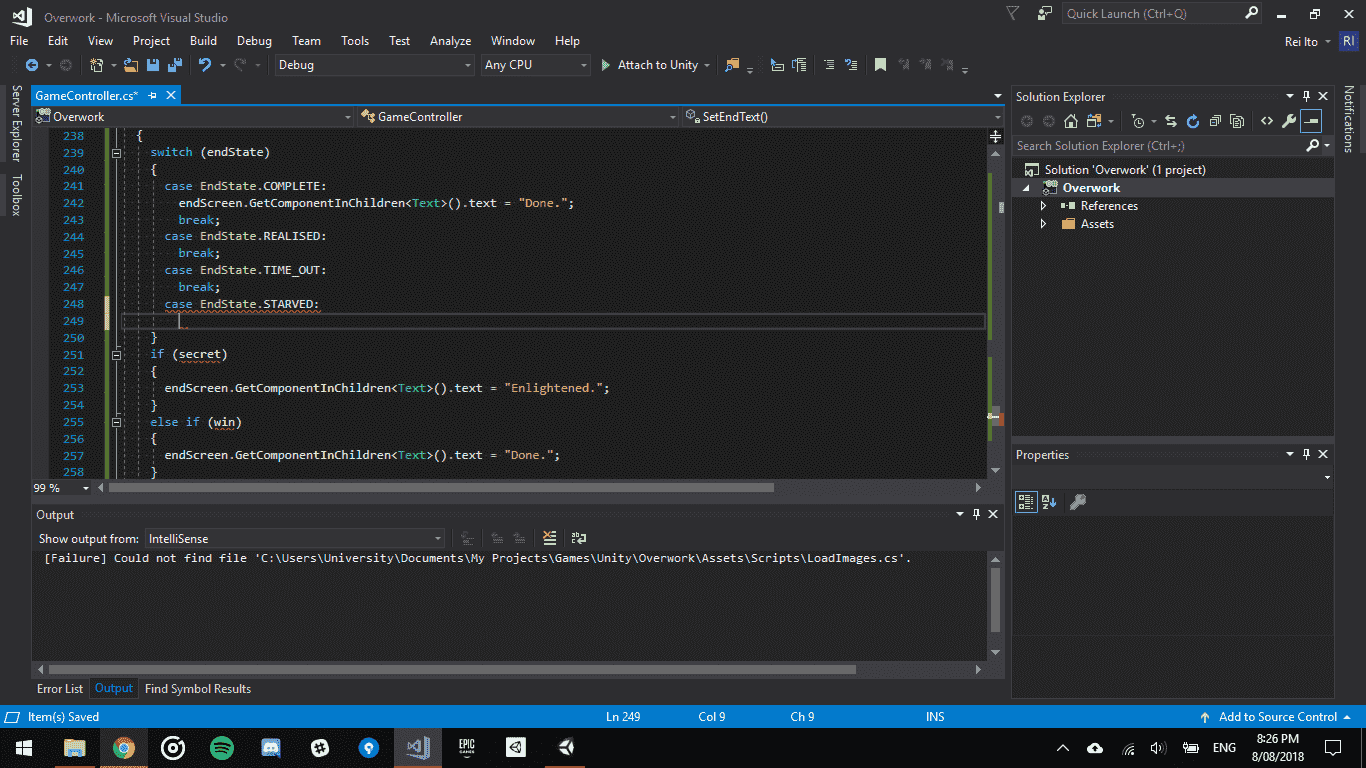 Overwork - Microsoft Visual Studio
Quick Launch (Ctrl+Q)
File Edit View Project Build Debug Team Tools Test Analyze Window Help
Rei Ito RI
Debug Any CPU Attach to Unity
Server Explorer
Toolbox
GameController.cs*
Overwork GameController SetEndText()
238 {
239 switch (endState)
240 {
241 case EndState.COMPLETE:
242 endScreen.GetComponentInChildren<Text>().text = "Done.";
243 break;
244 case EndState.REALISED:
245 break;
246 case EndState.TIME_OUT:
247 break;
248 case EndState.STARVED:
249
250 }
251 if (secret)
252 {
253 endScreen.GetComponentInChildren<Text>().text = "Enlightened.";
254 }
255 else if (win)
256 {
257 endScreen.GetComponentInChildren<Text>().text = "Done.";
258 }
99 %
Output
Show output from: IntelliSense
[Failure] Could not find file 'C:\Users\University\Documents\My Projects\Games\Unity\Overwork\Assets\Scripts\LoadImages.cs'.
Error List Output Find Symbol Results
Solution Explorer
Search Solution Explorer (Ctrl+;)
Solution 'Overwork' (1 project)
Overwork
References
Assets
Properties
Notifications
Item(s) Saved Ln 249 Col 9 Ch 9 INS Add to Source Control
EPIC
GAMES
ENG
8:26 PM
8/08/2018